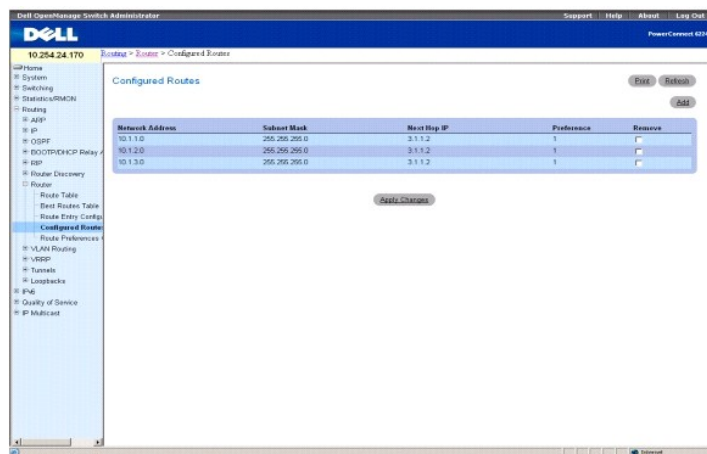 Dell OpenManage Switch Administrator
Support Help About Log Out
DELL
PowerConnect 6224
10.254.24.170
Routing > Router > Configured Routes
Home
System
Switching
Statistics/RMON
Routing
ARP
IP
OSPF
BOOTP/DHCP Relay
RIP
Router Discovery
Router
Route Table
Best Routes Table
Route Entry Configu
Configured Route
Route Preferences
VLAN Routing
VRRP
Tunnels
Loopbacks
IPv6
Quality of Service
IP Multicast
Configured Routes
Print Refresh
Add
Network Address Subnet Mask Next Hop IP Preference Remove
10.1.1.0 255.255.255.0 3.1.1.2 1
10.1.2.0 255.255.255.0 3.1.1.2 1
10.1.3.0 255.255.255.0 3.1.1.2 1
Apply Changes
Internet